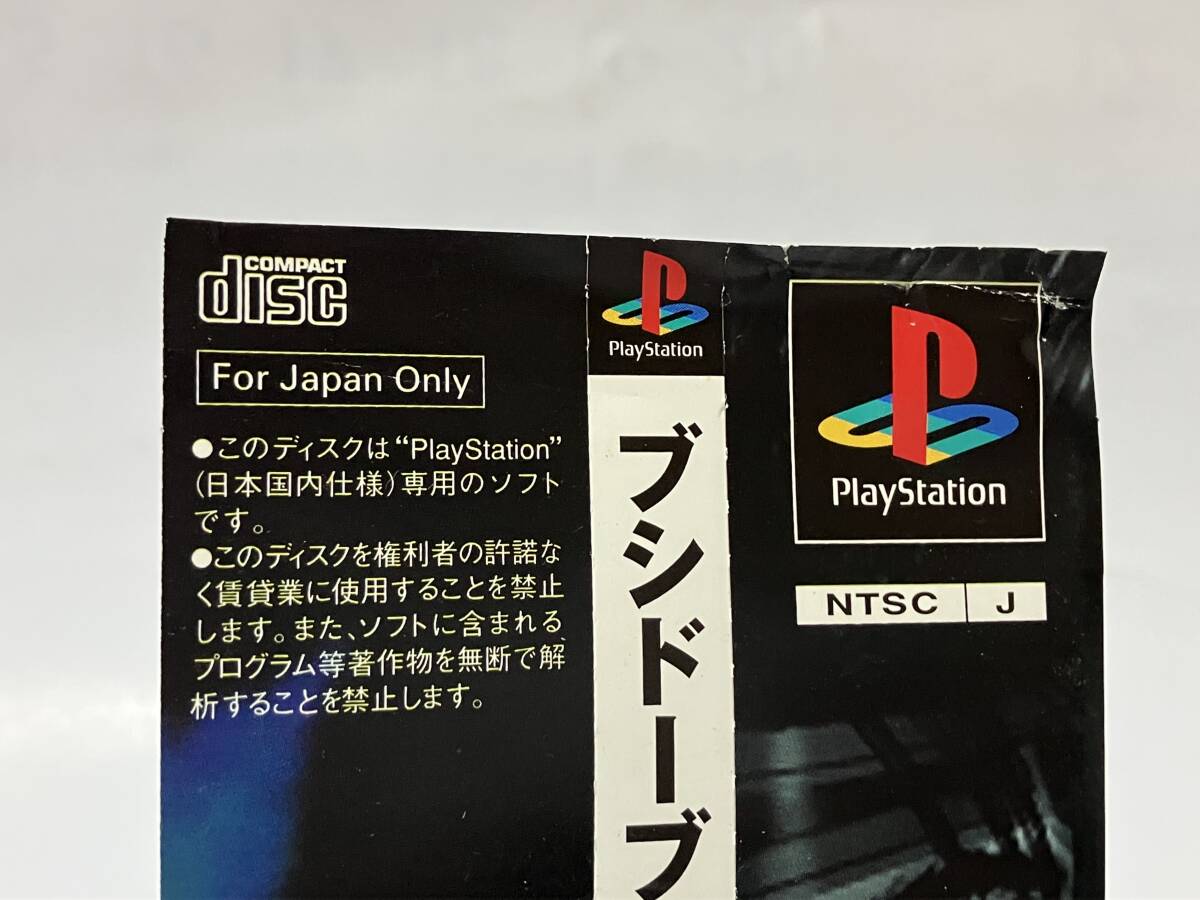 COMPACT
disc
For Japan Only
●このディスクは“PlayStation”
(日本国内仕様)専用のソフト
です。
●このディスクを権利者の許諾な
く賃貸業に使用することを禁止
します。また、ソフトに含まれる
プログラム等著作物を無断で解
析することを禁止します。
PlayStation
ブシドーブ
PlayStation
NTSC J